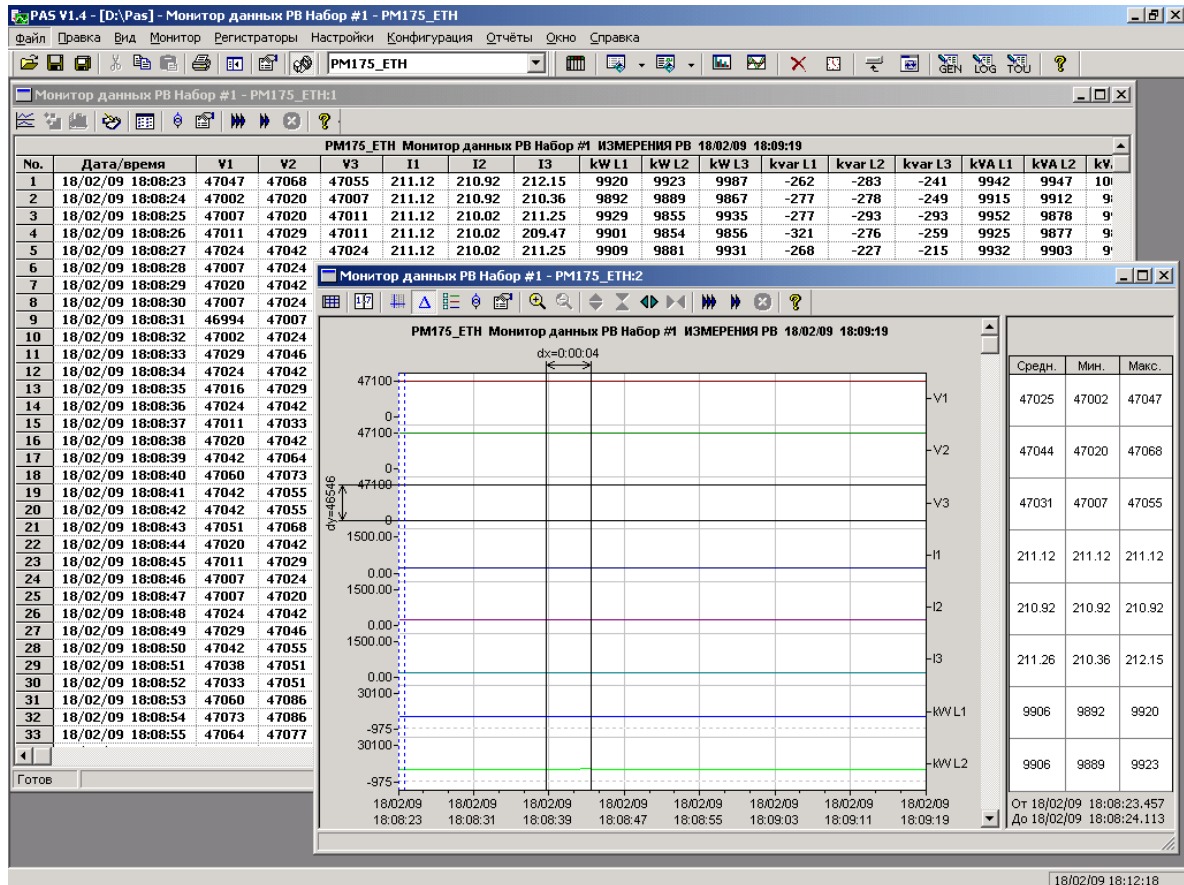 PAS V1.4 - [D:\Pas] - Монитор данных РВ Набор #1 - PM175_ETH
Файл Правка Вид Монитор Регистраторы Настройки Конфигурация Отчёты Окно Справка
PM175_ETH GEN LOG TOU
Монитор данных РВ Набор #1 - PM175_ETH:1
PM175_ETH Монитор данных РВ Набор #1 ИЗМЕРЕНИЯ РВ 18/02/09 18:09:19
No. Дата/время V1 V2 V3 I1 I2 I3 kW L1 kW L2 kW L3 kvar L1 kvar L2 kvar L3 kVA L1 kVA L2
1 18/02/09 18:08:23 47047 47068 47055 211.12 210.92 212.15 9920 9923 9987 -262 -283 -241 9942 9947
2 18/02/09 18:08:24 47002 47020 47007 211.12 210.92 210.36 9892 9889 9867 -277 -278 -249 9915 9912
3 18/02/09 18:08:25 47007 47020 47011 211.12 210.02 211.25 9929 9855 9935 -277 -293 -293 9952 9878
4 18/02/09 18:08:26 47011 47029 47011 211.12 210.02 209.47 9901 9854 9856 -321 -276 -259 9925 9877
5 18/02/09 18:08:27 47024 47042 47024 211.12 210.02 211.25 9909 9881 9931 -268 -227 -215 9932 9903
6 18/02/09 18:08:28 47007 47024
7 18/02/09 18:08:29 47020 47042
8 18/02/09 18:08:30 47007 47024
9 18/02/09 18:08:31 46994 47007
10 18/02/09 18:08:32 47002 47024
11 18/02/09 18:08:33 47029 47046
12 18/02/09 18:08:34 47024 47042
13 18/02/09 18:08:35 47016 47029
14 18/02/09 18:08:36 47024 47042
15 18/02/09 18:08:37 47011 47033
16 18/02/09 18:08:38 47020 47042
17 18/02/09 18:08:39 47042 47064
18 18/02/09 18:08:40 47060 47073
19 18/02/09 18:08:41 47042 47055
20 18/02/09 18:08:42 47042 47055
21 18/02/09 18:08:43 47051 47068
22 18/02/09 18:08:44 47020 47042
23 18/02/09 18:08:45 47011 47029
24 18/02/09 18:08:46 47007 47024
25 18/02/09 18:08:47 47007 47020
26 18/02/09 18:08:48 47024 47042
27 18/02/09 18:08:49 47029 47046
28 18/02/09 18:08:50 47042 47055
29 18/02/09 18:08:51 47038 47051
30 18/02/09 18:08:52 47033 47051
31 18/02/09 18:08:53 47060 47086
32 18/02/09 18:08:54 47073 47086
33 18/02/09 18:08:55 47064 47077
Готов
Монитор данных РВ Набор #1 - PM175_ETH:2
PM175_ETH Монитор данных РВ Набор #1 ИЗМЕРЕНИЯ РВ 18/02/09 18:09:19
dx=0:00:04
dy=46546
47100
0
V1
47100
0
V2
47100
0
V3
1500.00
0.00
I1
1500.00
0.00
I2
1500.00
0.00
I3
30100
-975
kW L1
30100
-975
kW L2
18/02/09 18/02/09 18/02/09 18/02/09 18/02/09 18/02/09 18/02/09 18/02/09
18:08:23 18:08:31 18:08:39 18:08:47 18:08:55 18:09:03 18:09:11 18:09:19
Средн. Мин. Макс.
47025 47002 47047
47044 47020 47068
47031 47007 47055
211.12 211.12 211.12
210.92 210.92 210.92
211.26 210.36 212.15
9906 9892 9920
9906 9889 9923
От 18/02/09 18:08:23.457
До 18/02/09 18:08:24.113
18/02/09 18:12:18